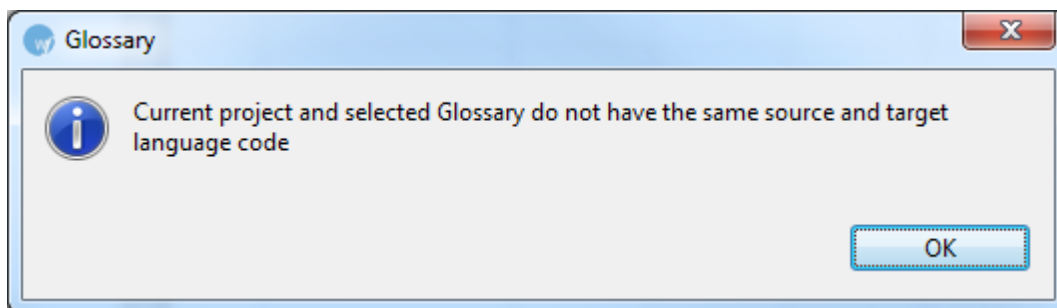 Glossary
Current project and selected Glossary do not have the same source and target
language code
OK